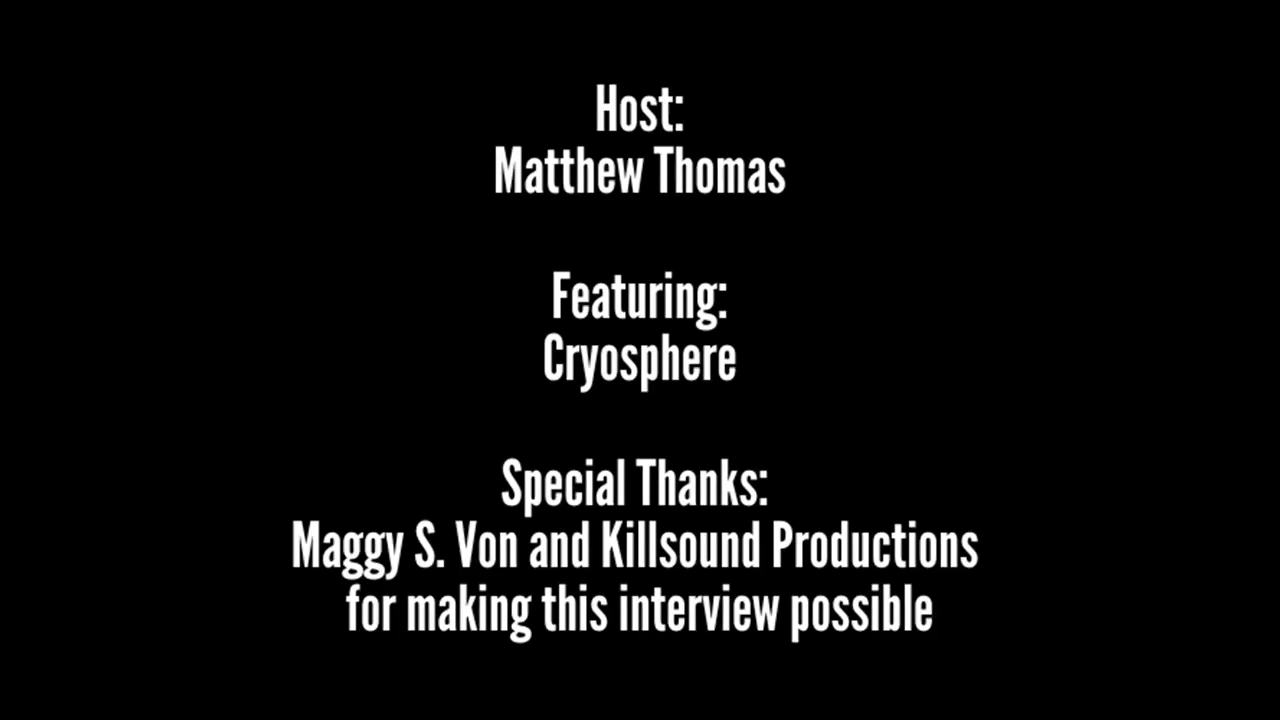 Host:
Matthew Thomas
Featuring:
Cryosphere
Special Thanks:
Maggy S. Von and Killsound Productions
for making this interview possible